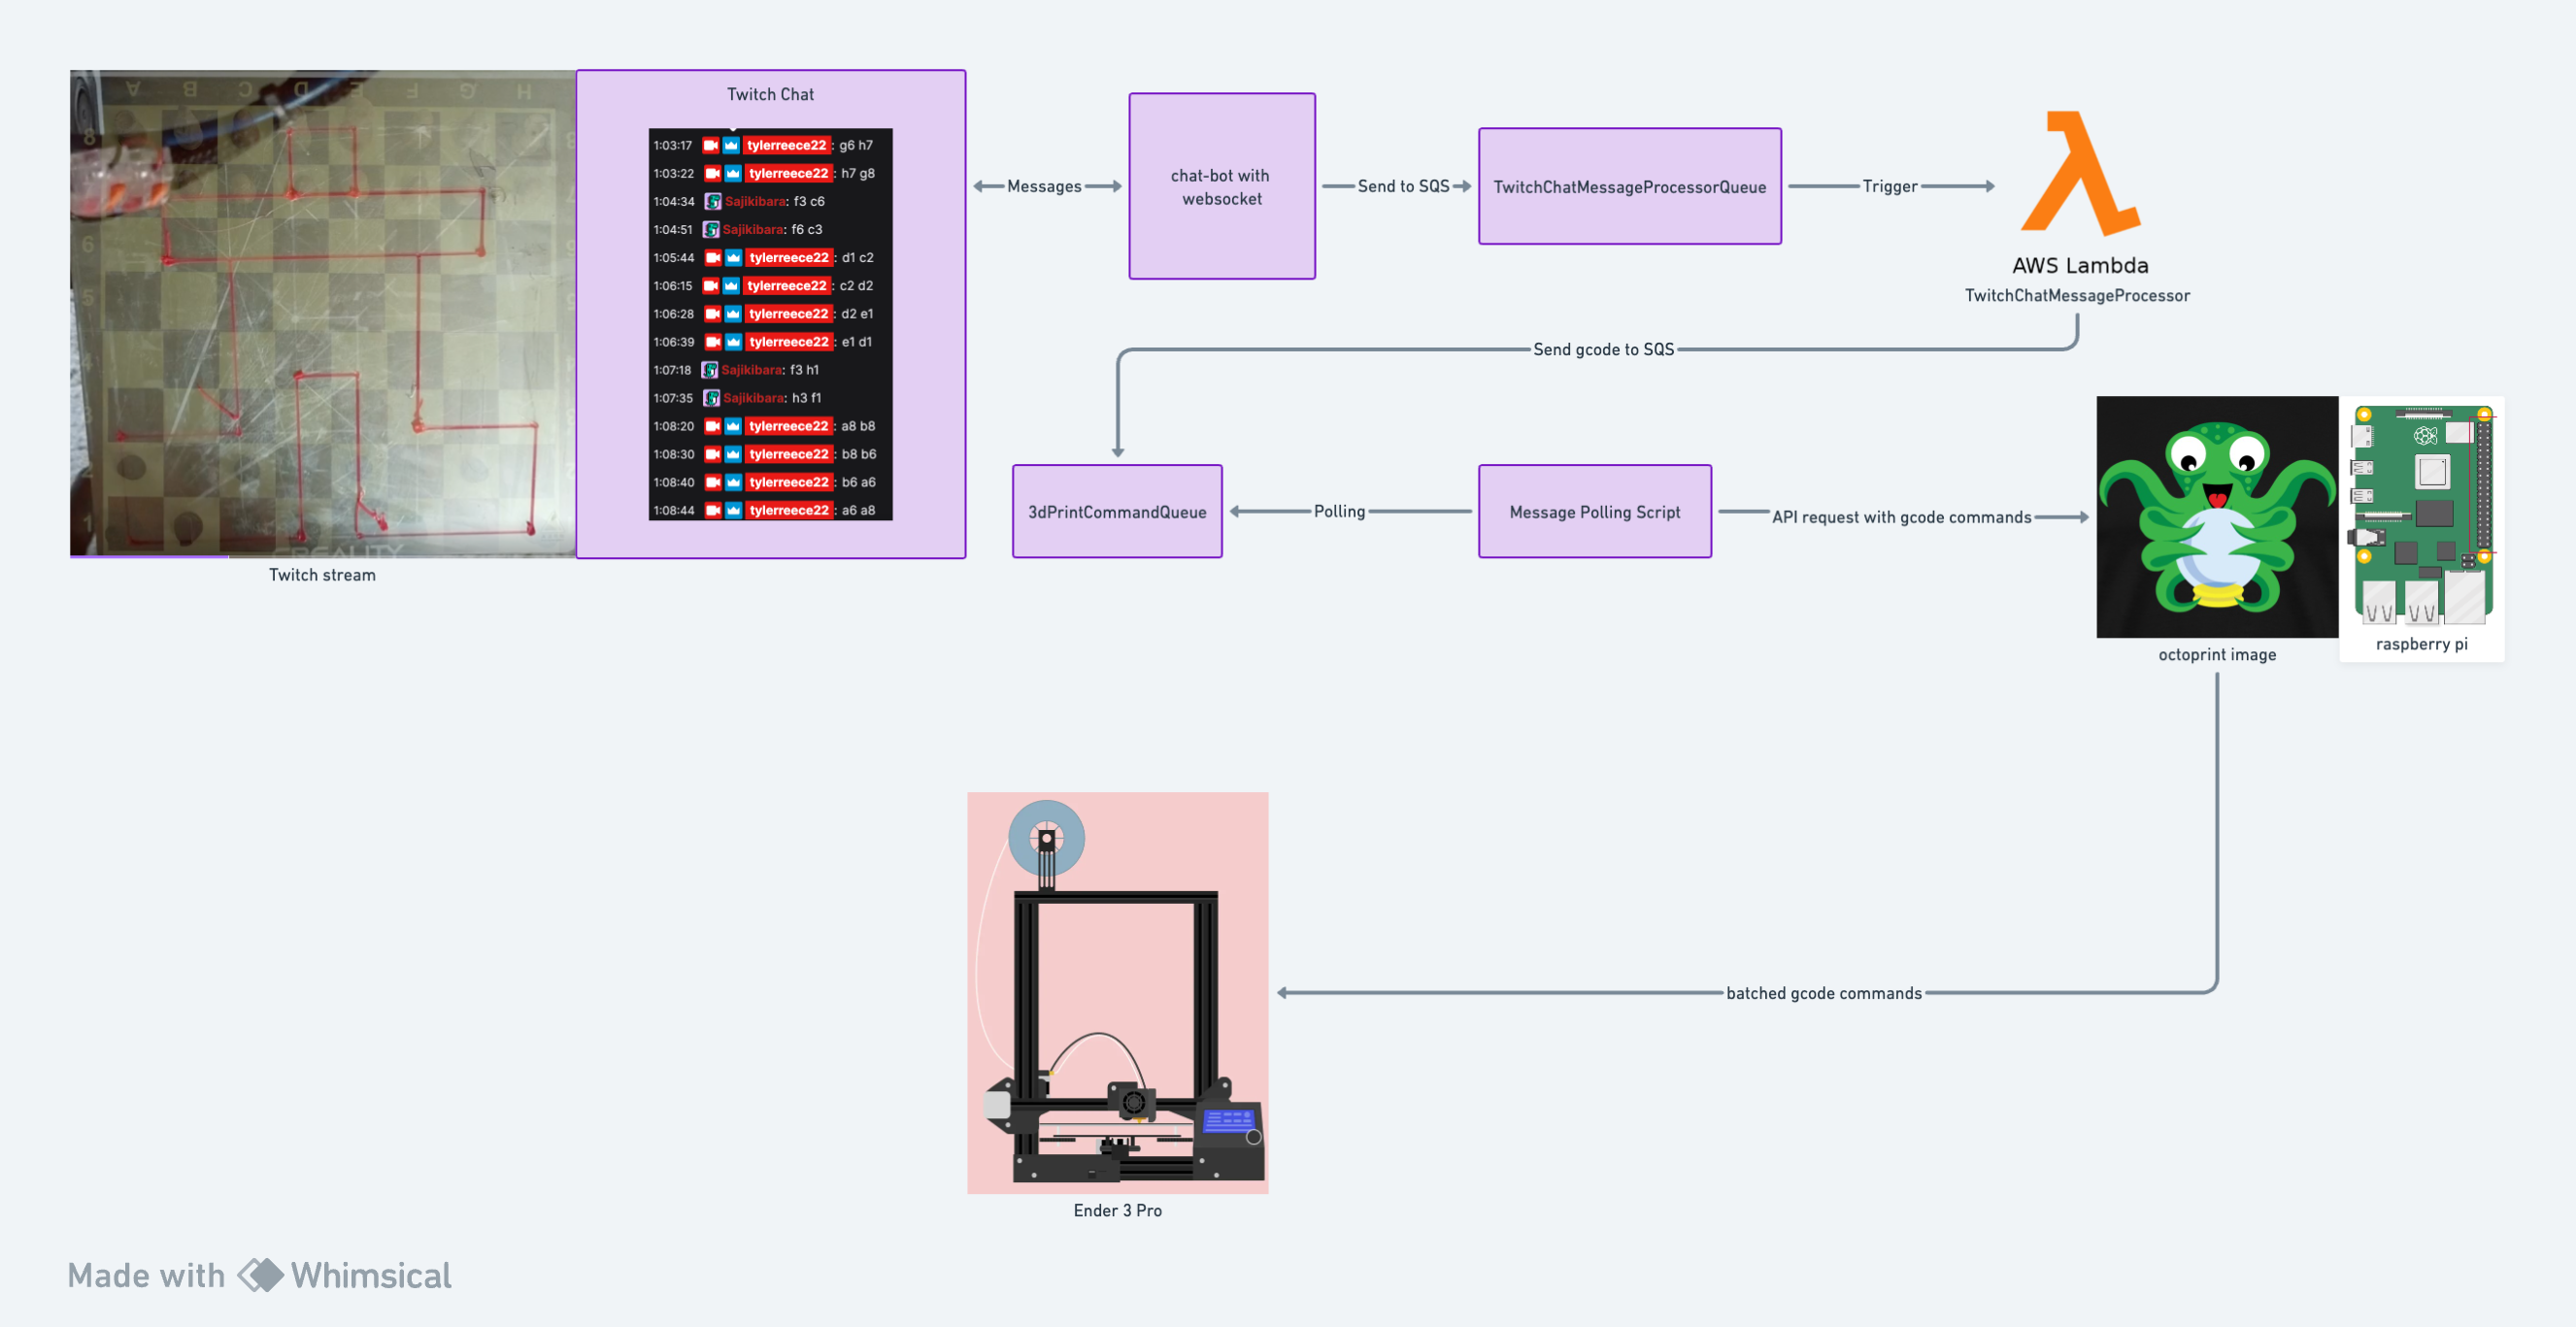 A B C D E F G H
8
6
5
1
CREALITY
Twitch stream
Twitch Chat
1:03:17 tylerreece22: g6 h7
1:03:22 tylerreece22: h7 g8
1:04:34 Sajikibara: f3 c6
1:04:51 Sajikibara: f6 c3
1:05:44 tylerreece22: d1 c2
1:06:15 tylerreece22: c2 d2
1:06:28 tylerreece22: d2 e1
1:06:39 tylerreece22: e1 d1
1:07:18 Sajikibara: f3 h1
1:07:35 Sajikibara: h3 f1
1:08:20 tylerreece22: a8 b8
1:08:30 tylerreece22: b8 b6
1:08:40 tylerreece22: b6 a6
1:08:44 tylerreece22: a6 a8
Messages
chat-bot with
websocket
Send to SQS
TwitchChatMessageProcessorQueue
Trigger
AWS Lambda
TwitchChatMessageProcessor
Send gcode to SQS
3dPrintCommandQueue
Polling
Message Polling Script
API request with gcode commands
octoprint image
raspberry pi
batched gcode commands
Ender 3 Pro
Made with Whimsical